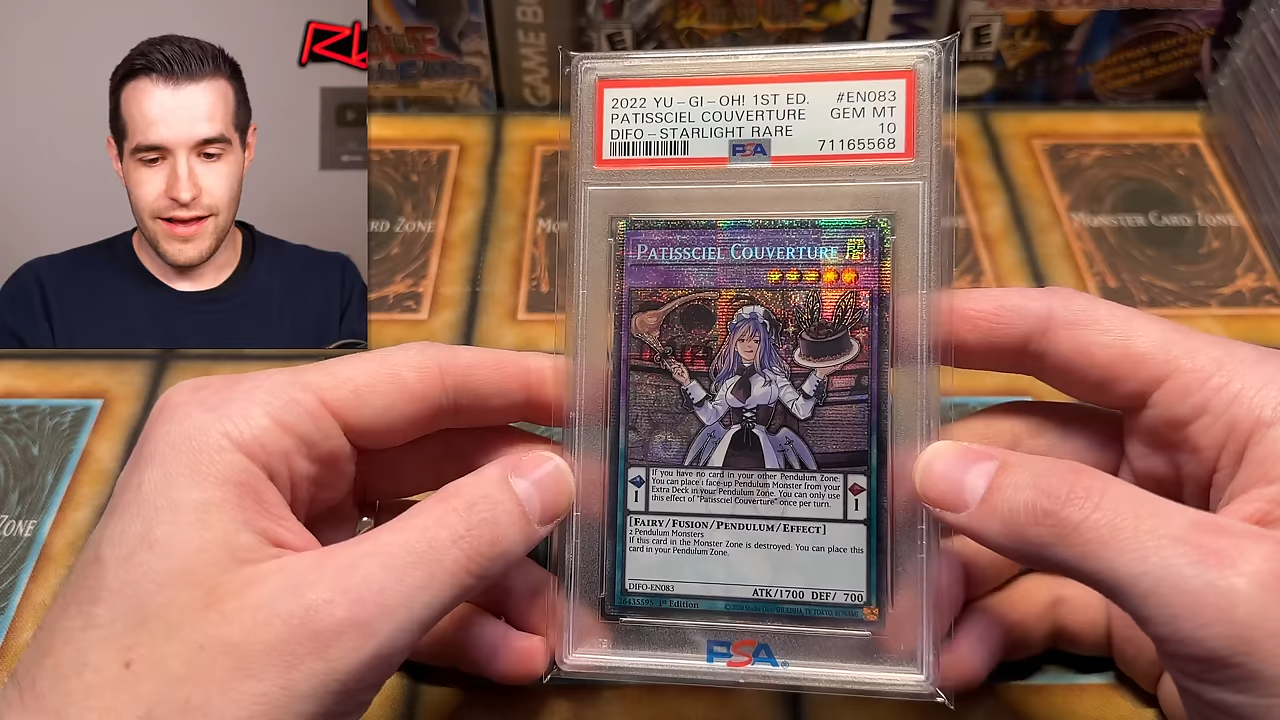 GAME BOY
2022 YU-GI-OH! 1ST ED. #EN083
PATISSCIEL COUVERTURE GEM MT
DIFO-STARLIGHT RARE 10
PSA 71165568
RD ZONE
MONSTER CARD ZONE
ZONE
PATISSCIEL COUVERTURE
If you have no card in your other Pendulum Zone:
You can place 1 face-up Pendulum Monster from your
Extra Deck in your Pendulum Zone. You can only use
this effect of "Patissciel Couverture" once per turn.
1
1
[FAIRY/FUSION/PENDULUM/EFFECT]
2 Pendulum Monsters
If this card in the Monster Zone is destroyed: You can place this
card in your Pendulum Zone.
DIFO-EN083
ATK/1700 DEF/ 700
26435595 1st Edition
PSA